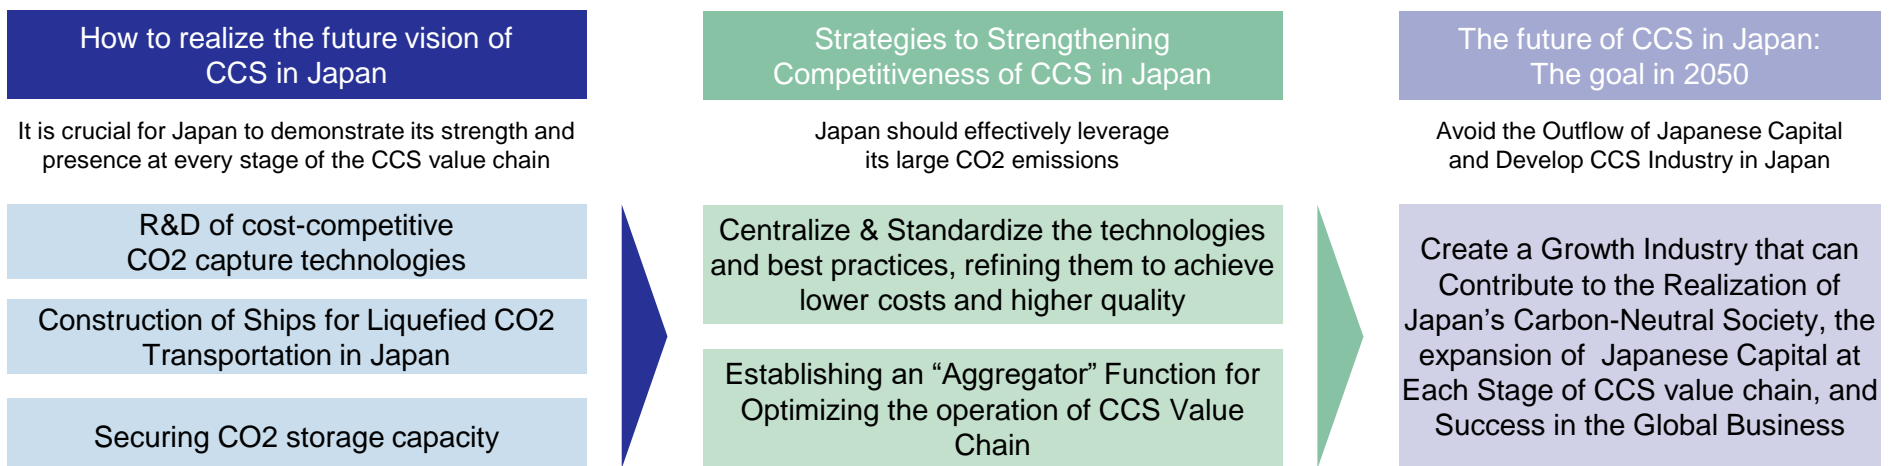 How to realize the future vision of
CCS in Japan
It is crucial for Japan to demonstrate its strength and
presence at every stage of the CCS value chain
R&D of cost-competitive
CO2 capture technologies
Construction of Ships for Liquefied CO2
Transportation in Japan
Securing CO2 storage capacity
Strategies to Strengthening
Competitiveness of CCS in Japan
Japan should effectively leverage
its large CO2 emissions
Centralize & Standardize the technologies
and best practices, refining them to achieve
lower costs and higher quality
Establishing an “Aggregator” Function for
Optimizing the operation of CCS Value
Chain
The future of CCS in Japan:
The goal in 2050
Avoid the Outflow of Japanese Capital
and Develop CCS Industry in Japan
Create a Growth Industry that can
Contribute to the Realization of
Japan’s Carbon-Neutral Society, the
expansion of  Japanese Capital at
Each Stage of CCS value chain, and
Success in the Global Business